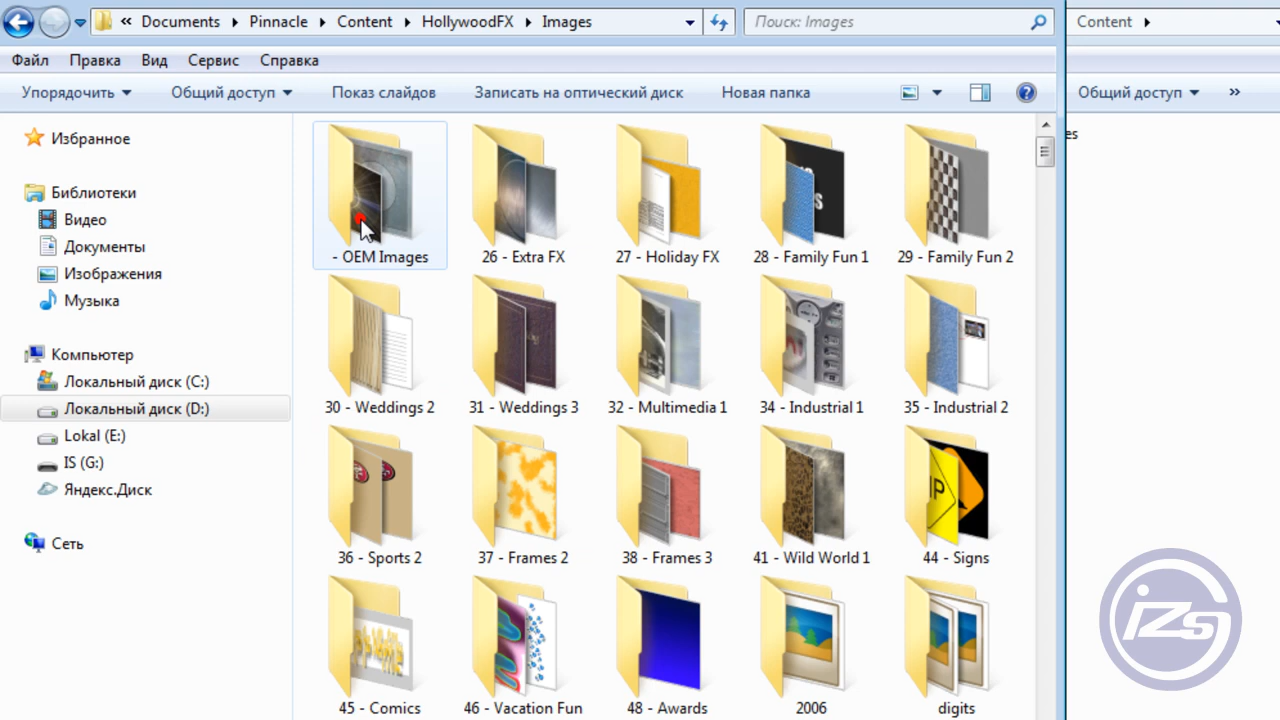 « Documents Pinnacle Content HollywoodFX Images Поиск: Images Content
Файл Правка Вид Сервис Справка
Упорядочить Общий доступ Показ слайдов Записать на оптический диск Новая папка Общий доступ »
Избранное
Библиотеки
Видео
Документы
Изображения
Музыка
Компьютер
Локальный диск (C:)
Локальный диск (D:)
Lokal (E:)
IS (G:)
Яндекс.Диск
Сеть
- OEM Images 26 - Extra FX 27 - Holiday FX 28 - Family Fun 1 29 - Family Fun 2
30 - Weddings 2 31 - Weddings 3 32 - Multimedia 1 34 - Industrial 1 35 - Industrial 2
36 - Sports 2 37 - Frames 2 38 - Frames 3 41 - Wild World 1 44 - Signs
45 - Comics 46 - Vacation Fun 48 - Awards 2006 digits
es
izs